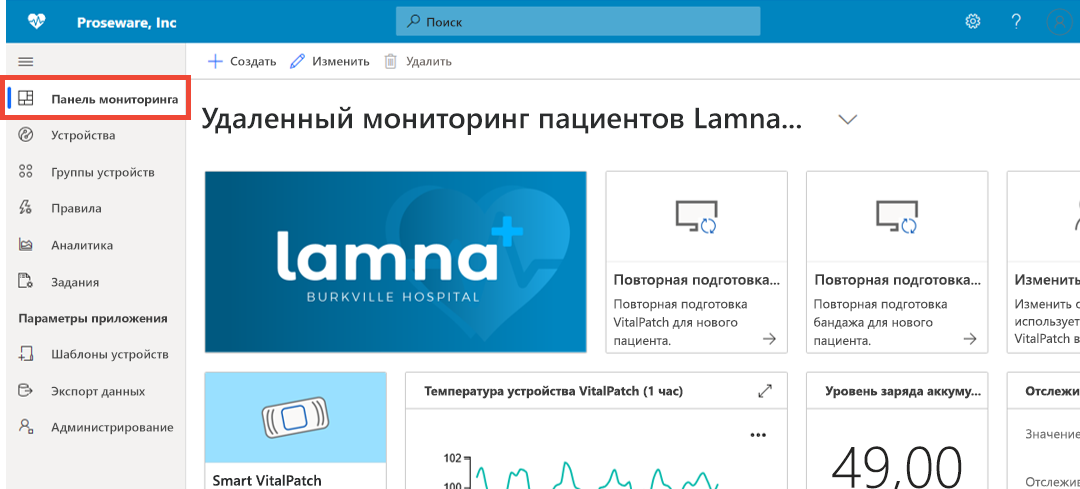 Proseware, Inc
Поиск
?
Создать
Изменить
Удалить
Панель мониторинга
Устройства
Группы устройств
Правила
Аналитика
Задания
Параметры приложения
Шаблоны устройств
Экспорт данных
Администрирование
Удаленный мониторинг пациентов Lamna...
lamna+
BURKVILLE HOSPITAL
Повторная подготовка...
Повторная подготовка
VitalPatch для нового
пациента.
Повторная подготовка...
Повторная подготовка
бандажа для нового
пациента.
Изменить
Изменить
использует
VitalPatch в
Smart VitalPatch
Температура устройства VitalPatch (1 час)
102
100
Уровень заряда аккуму...
49,00
Отслежи
Значение
Отслежив